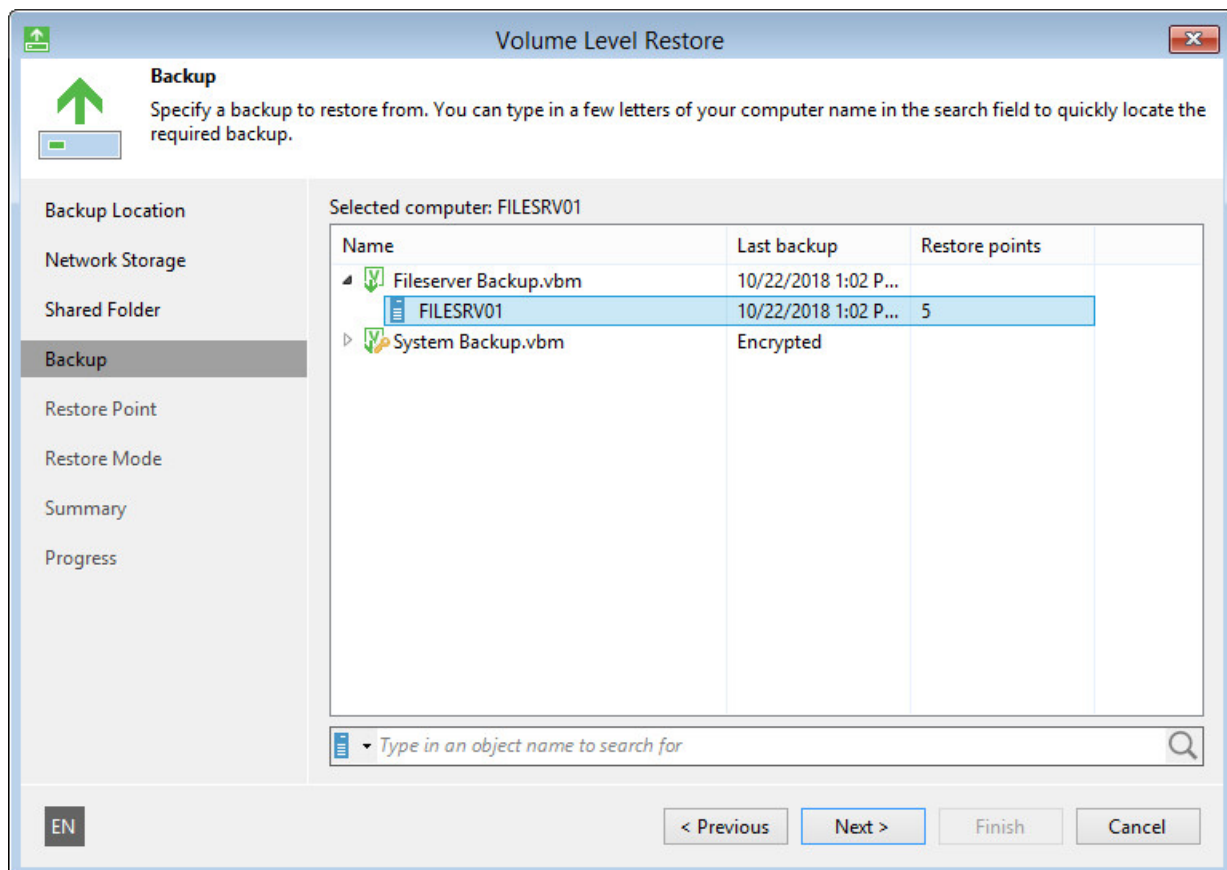 Volume Level Restore
Backup
Specify a backup to restore from. You can type in a few letters of your computer name in the search field to quickly locate the
required backup.
Backup Location
Network Storage
Shared Folder
Backup
Restore Point
Restore Mode
Summary
Progress
Selected computer: FILESRV01
Name Last backup Restore points
Fileserver Backup.vbm 10/22/2018 1:02 P...
FILESRV01 10/22/2018 1:02 P... 5
System Backup.vbm Encrypted
Type in an object name to search for
EN < Previous Next > Finish Cancel